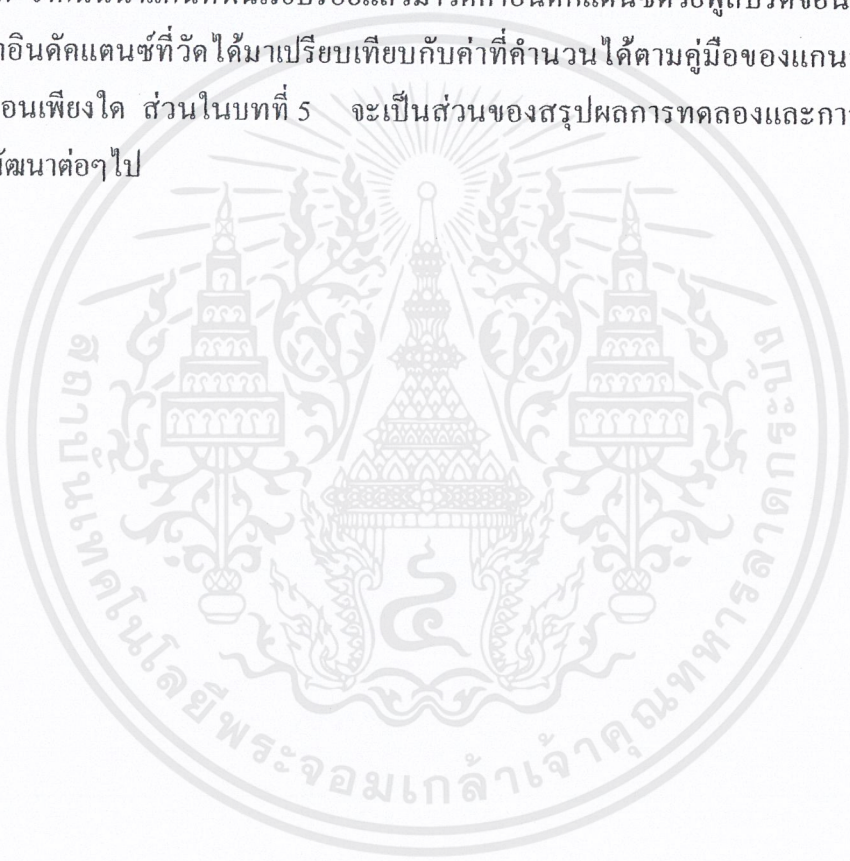 ค่าอินดัคแตนซ์ที่วัดได้มาเปรียบเทียบกับค่าที่คำนวนได้ตามคู่มือของแกน
อนเพียงใด ส่วนในบทที่ 5 จะเป็นส่วนของสรุปผลการทดลองและกา
พัฒนาต่อๆไป
สถาบันเทคโนโลยีพระจอมเกล้าเจ้าคุณทหารลาดกระบัง